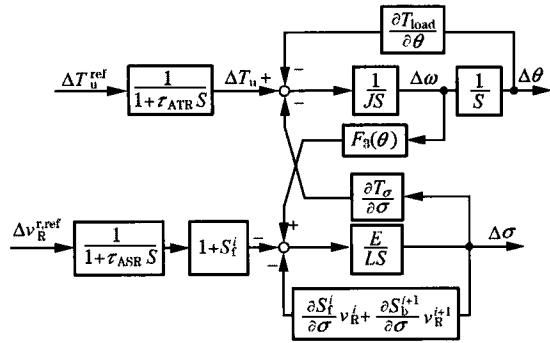 ∂T_load/∂θ
ΔT_u^ref
1/(1+τ_ATR S)
ΔT_u +
−
−
1/(JS)
Δω
1/S
Δθ
F_3(θ)
∂T_σ/∂σ
Δv_R^{r,ref}
1/(1+τ_ASR S)
1+S_f^i
−
+
−
E/(LS)
Δσ
∂S_f^i/∂σ v_R^i + ∂S_b^{i+1}/∂σ v_R^{i+1}